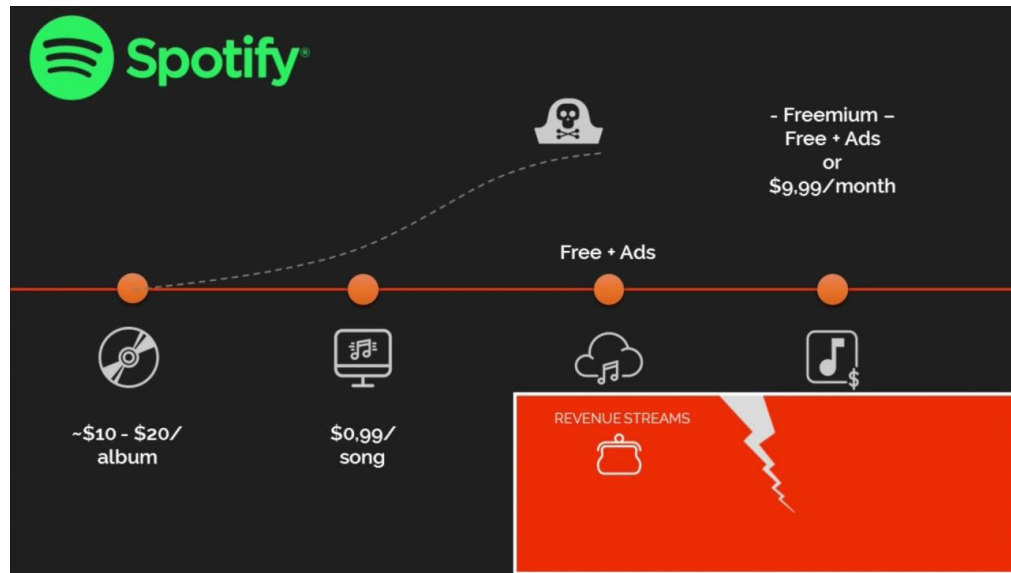 Spotify®
- Freemium –
Free + Ads
or
$9,99/month
Free + Ads
~$10 - $20/
album
$0,99/
song
$
REVENUE STREAMS